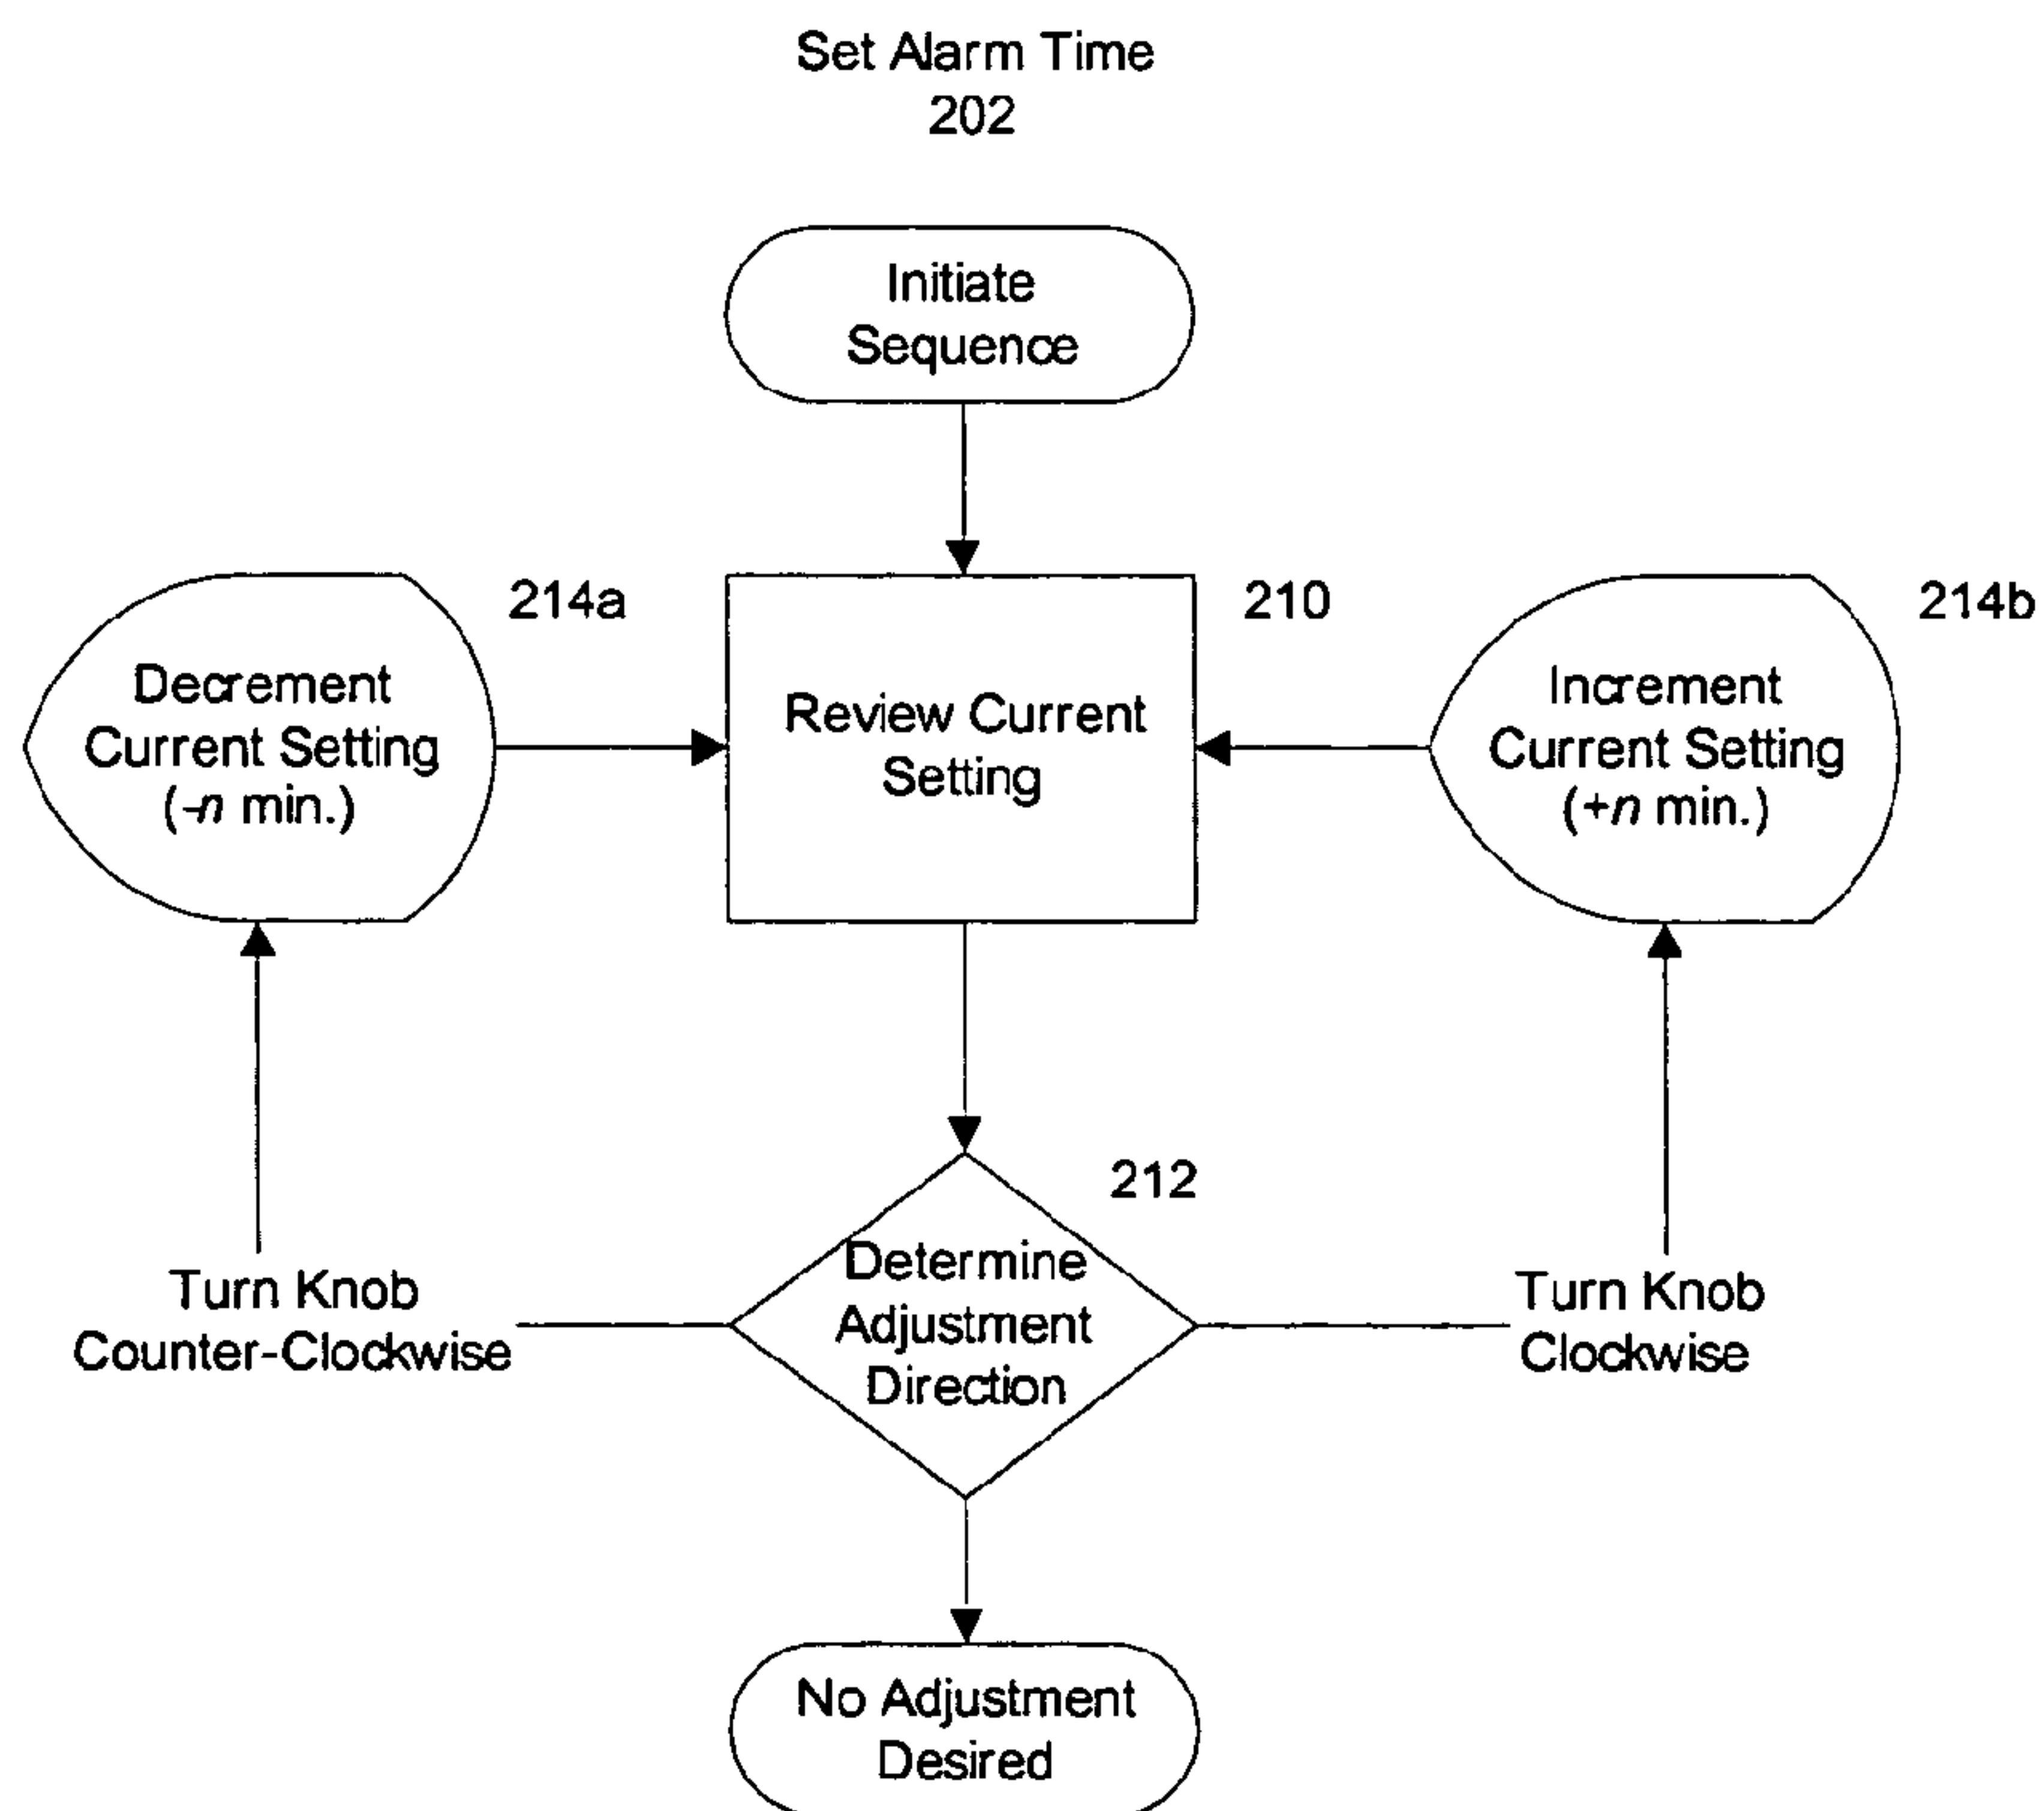 Set Alarm Time
202
Initiate
Sequence
214a
210
214b
Decrement
Current Setting
(-n min.)
Review Current
Setting
Increment
Current Setting
(+n min.)
212
Determine
Adjustment
Direction
Turn Knob
Counter-Clockwise
Turn Knob
Clockwise
No Adjustment
Desired